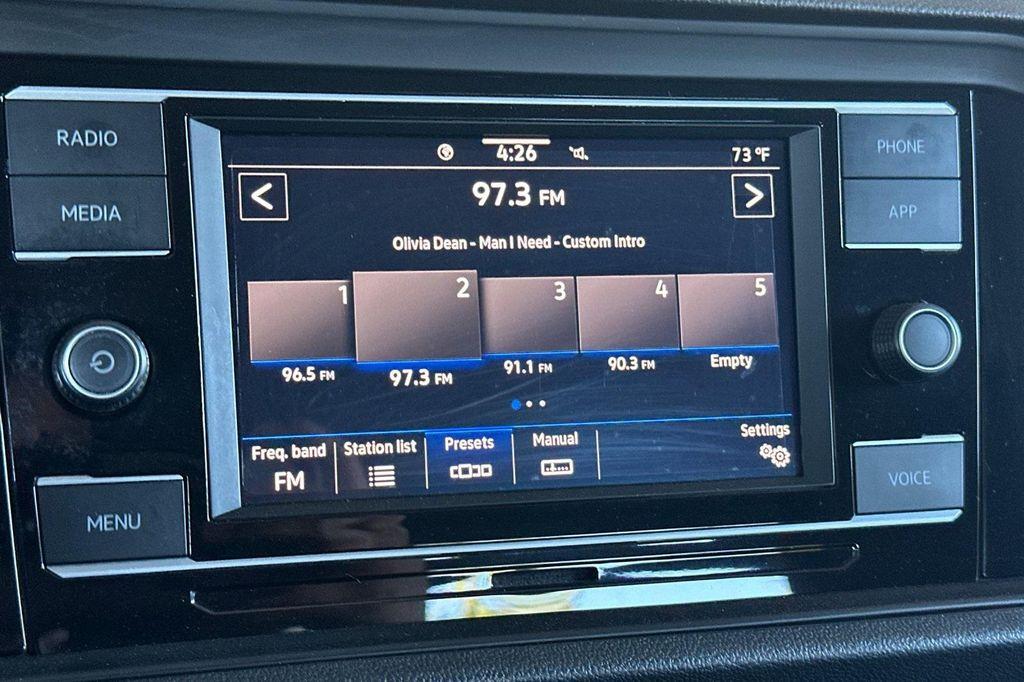 RADIO
MEDIA
MENU
4:26
73 °F
<
97.3 FM
>
Olivia Dean - Man I Need - Custom Intro
1
2
3
4
5
96.5 FM
97.3 FM
91.1 FM
90.3 FM
Empty
Freq. band
FM
Station list
Presets
Manual
Settings
PHONE
APP
VOICE